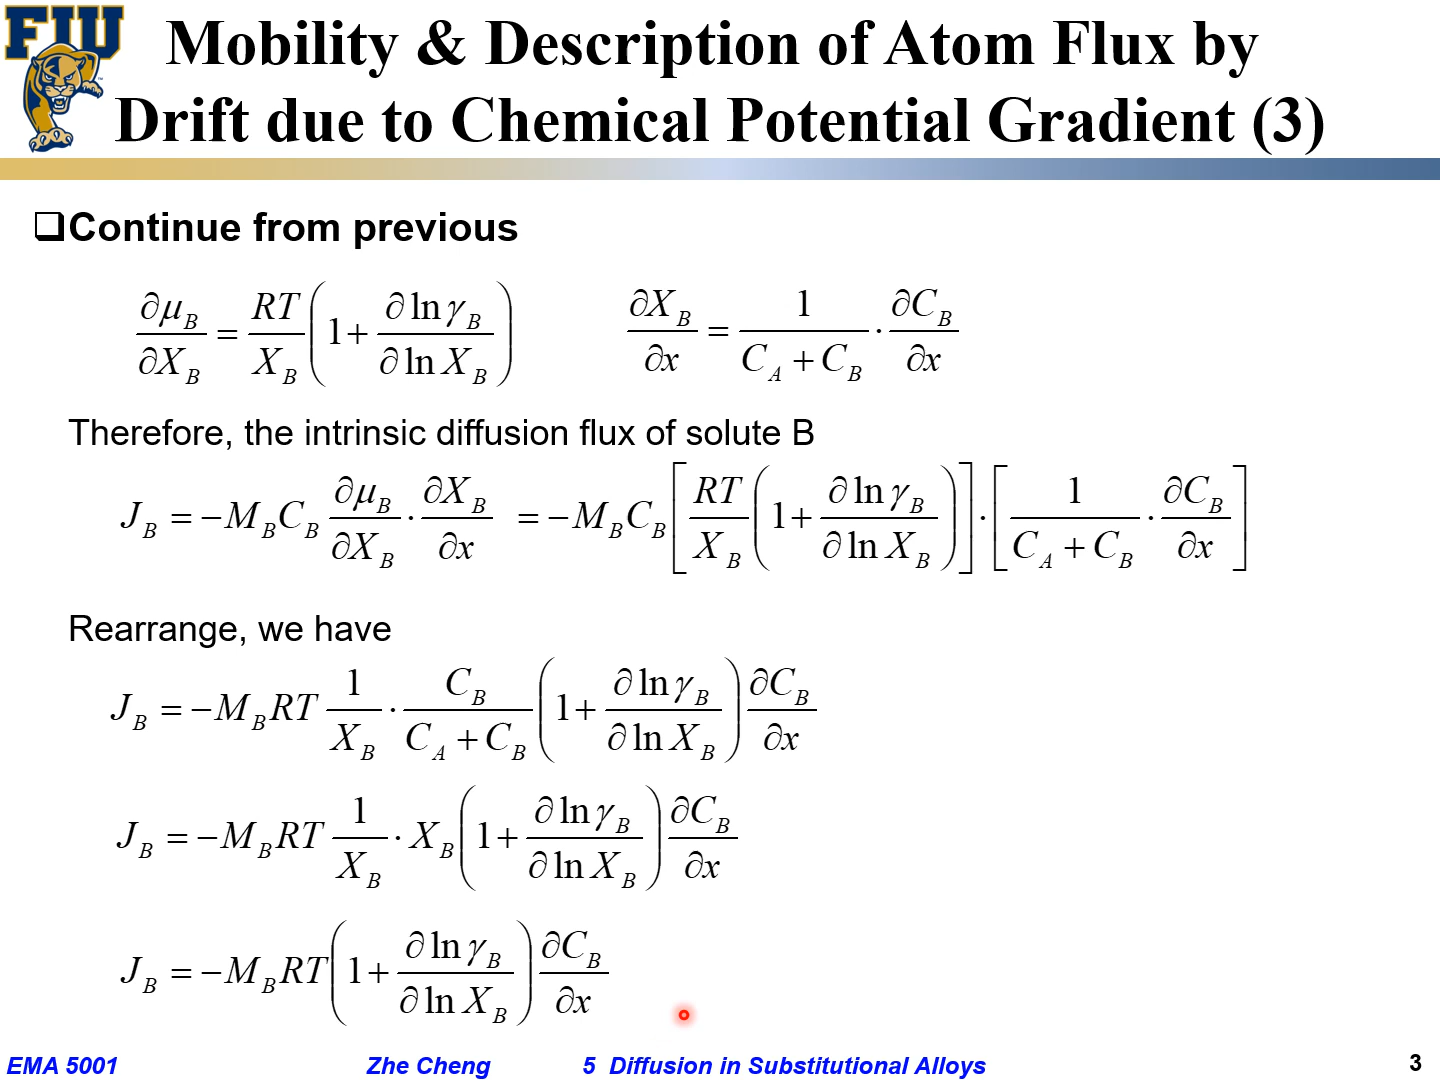 FIU
Mobility & Description of Atom Flux by
Drift due to Chemical Potential Gradient (3)
❑Continue from previous
∂μ_B/∂X_B = RT/X_B (1 + ∂ ln γ_B/∂ ln X_B)    ∂X_B/∂x = 1/(C_A + C_B) · ∂C_B/∂x
Therefore, the intrinsic diffusion flux of solute B
J_B = −M_B C_B ∂μ_B/∂X_B · ∂X_B/∂x = −M_B C_B [RT/X_B (1 + ∂ ln γ_B/∂ ln X_B)] · [1/(C_A + C_B) · ∂C_B/∂x]
Rearrange, we have
J_B = −M_B RT 1/X_B · C_B/(C_A + C_B) (1 + ∂ ln γ_B/∂ ln X_B) ∂C_B/∂x
J_B = −M_B RT 1/X_B · X_B (1 + ∂ ln γ_B/∂ ln X_B) ∂C_B/∂x
J_B = −M_B RT (1 + ∂ ln γ_B/∂ ln X_B) ∂C_B/∂x
EMA 5001 Zhe Cheng 5 Diffusion in Substitutional Alloys 3